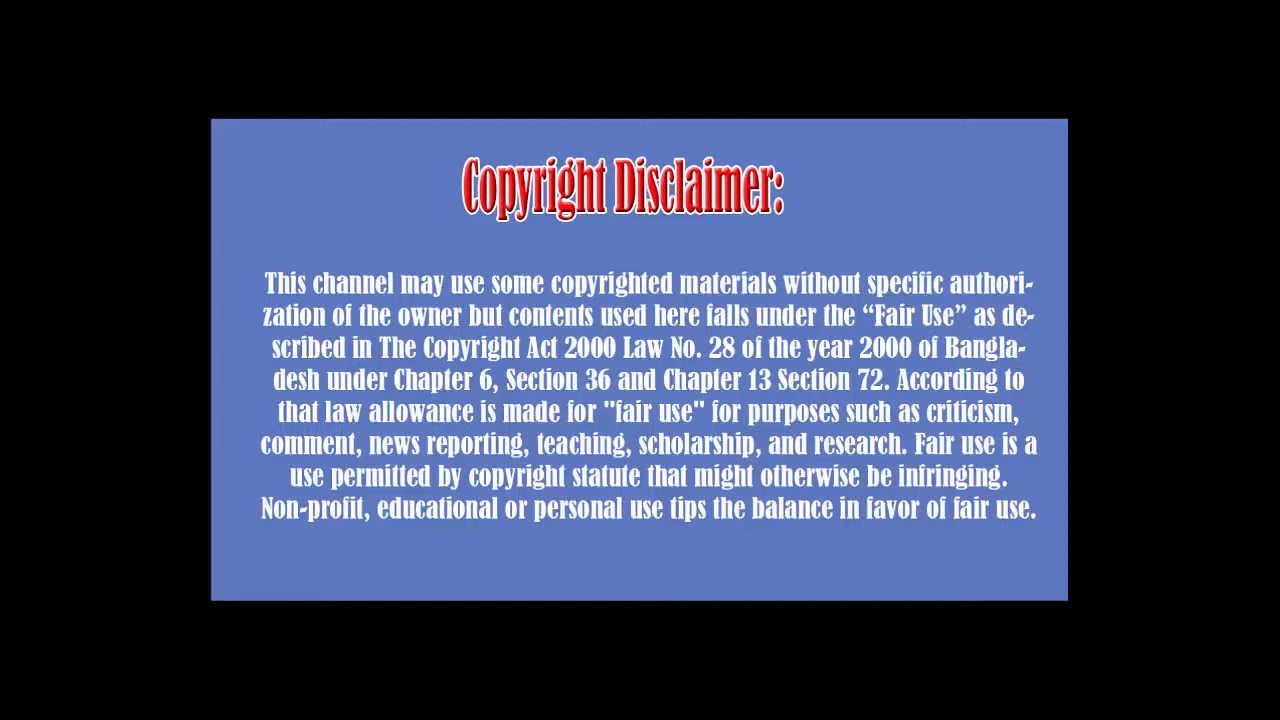 Copyright Disclaimer:
This channel may use some copyrighted materials without specific authori-
zation of the owner but contents used here falls under the “Fair Use” as de-
scribed in The Copyright Act 2000 Law No. 28 of the year 2000 of Bangla-
desh under Chapter 6, Section 36 and Chapter 13 Section 72. According to
that law allowance is made for "fair use" for purposes such as criticism,
comment, news reporting, teaching, scholarship, and research. Fair use is a
use permitted by copyright statute that might otherwise be infringing.
Non-profit, educational or personal use tips the balance in favor of fair use.